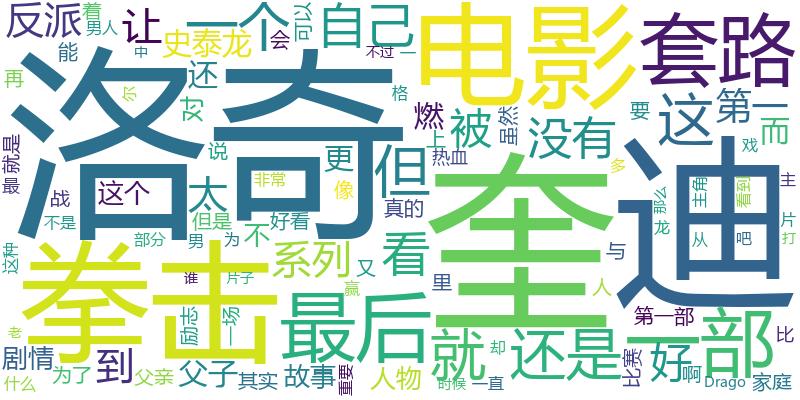 反派
着
男人
让
一个
自己
会
可以
能
史泰龙
不过
一
电影
套路
再
尔
中
还
对
格
燃
上
被
虽然
没有
要
这
第一
而
洛奇
说
更
但
热血
戏
最
就是
战
这个
太
非常
像
真的
多
那么
主角
看到
主
奎
迪
不是
但是
好看
龙
从
吧
片
打
这种
部分
男
为
不
拳击
系列
又
看
里
与
人
谁
片子
赢
最后
第一部
老
励志
一场
就
还是
一部
比
剧情
到
父子
其实
故事
重要
人物
却
比赛
好
什么
为了
父亲
时候
一直
啊
Drago
家庭